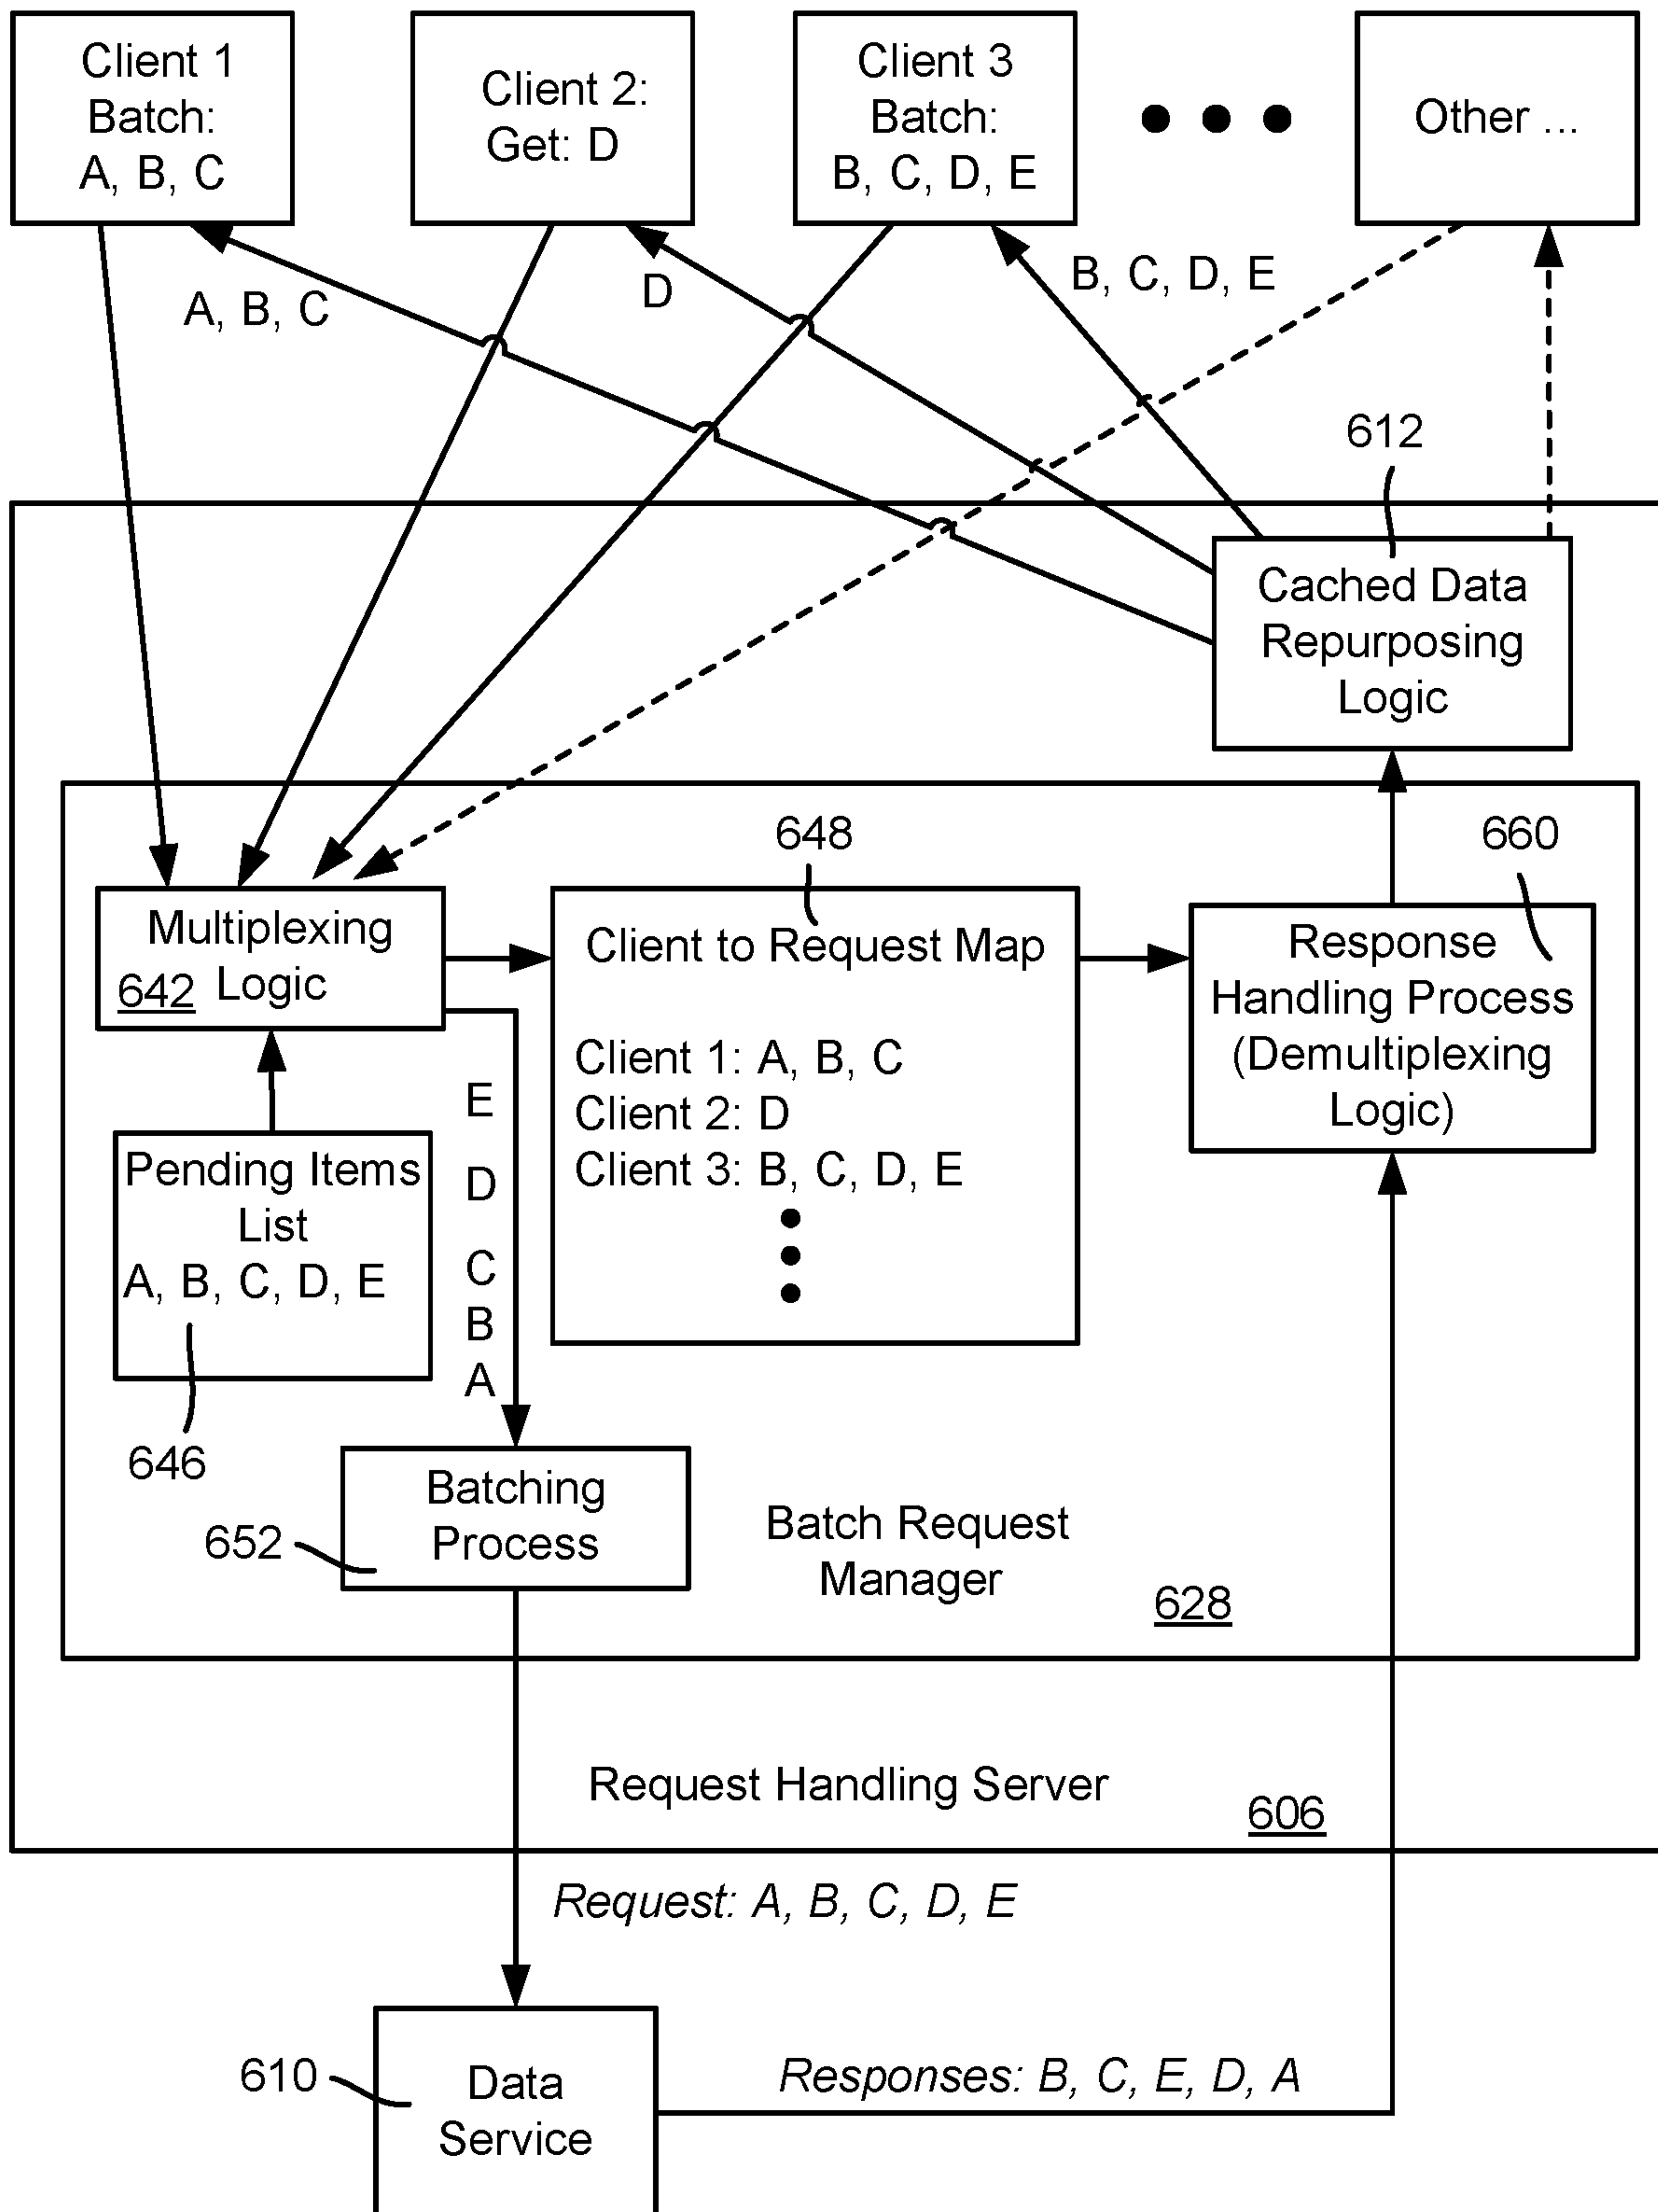 Client 1
Batch:
A, B, C
Client 2:
Get: D
Client 3
Batch:
B, C, D, E
Other ...
A, B, C
D
B, C, D, E
612
Cached Data
Repurposing
Logic
648
660
Multiplexing
Logic
642
Client to Request Map
Client 1: A, B, C
Client 2: D
Client 3: B, C, D, E
Response
Handling Process
(Demultiplexing
Logic)
E
D
C
B
A
Pending Items
List
A, B, C, D, E
646
Batching
Process
652
Batch Request
Manager
628
Request Handling Server
606
Request: A, B, C, D, E
610
Data
Service
Responses: B, C, E, D, A